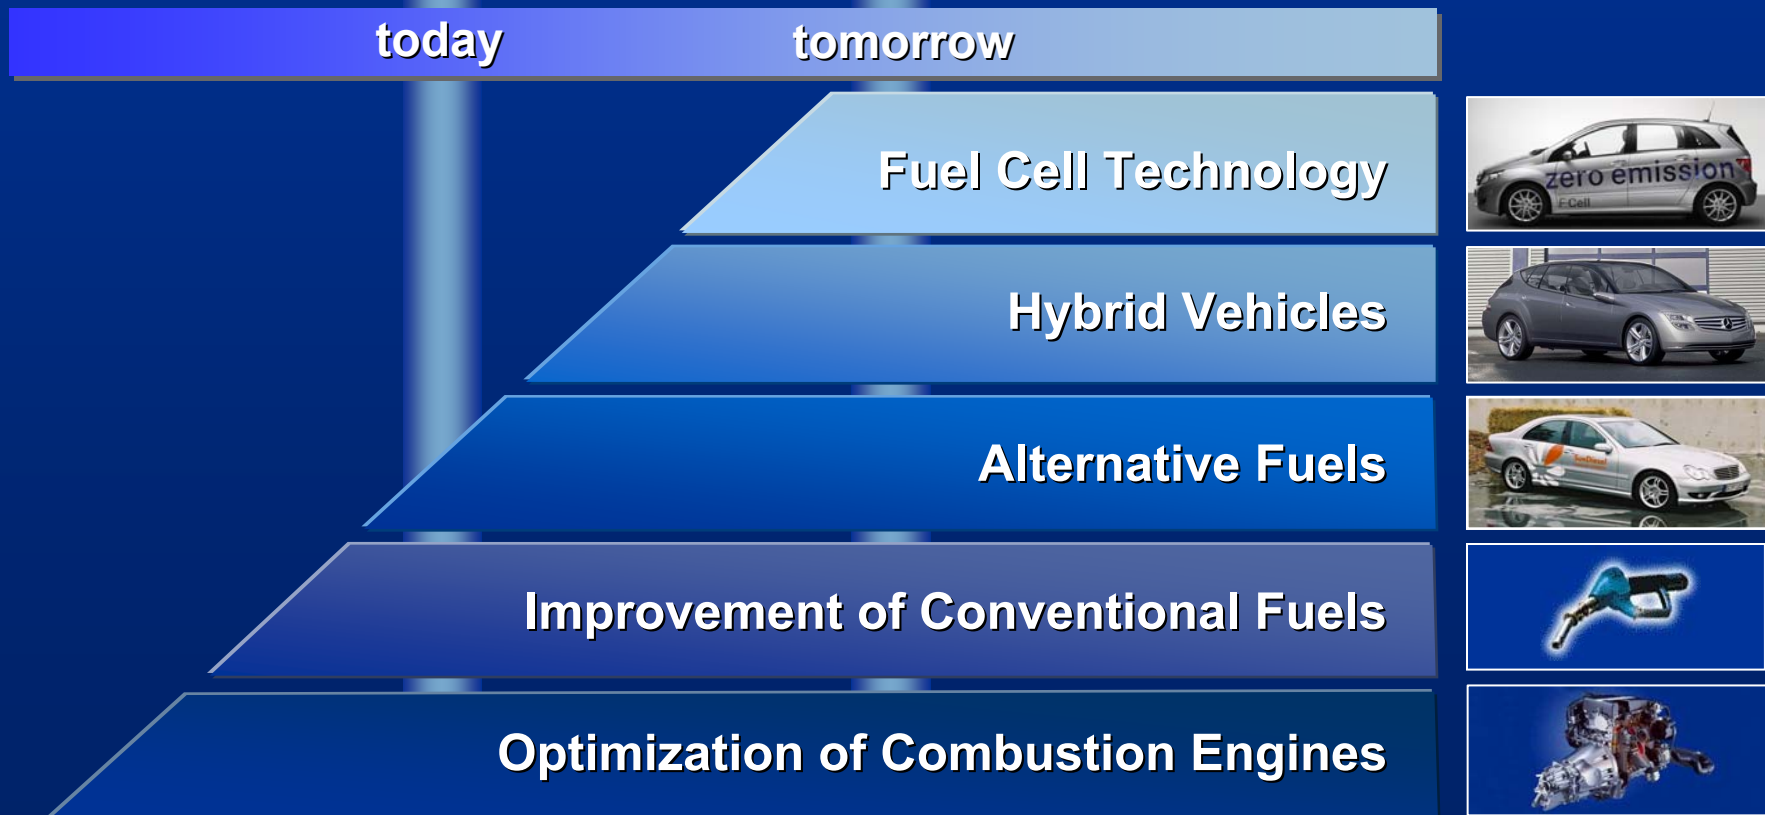 today tomorrow
Fuel Cell Technology
zero emission
F-Cell
Hybrid Vehicles
Alternative Fuels
SunDiesel
Improvement of Conventional Fuels
Optimization of Combustion Engines